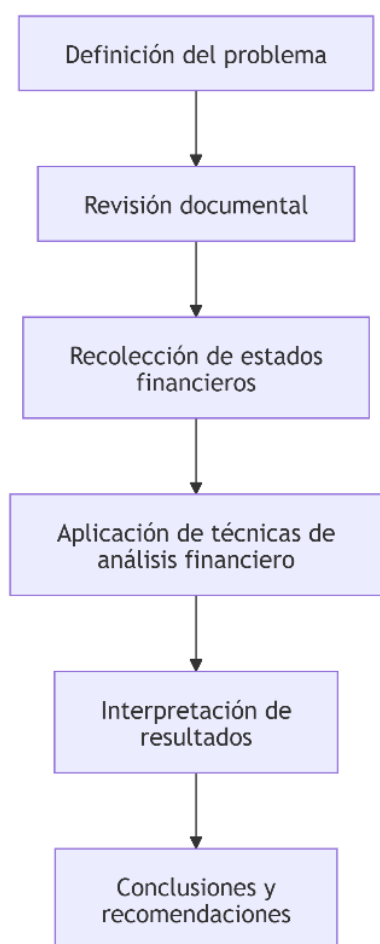 Definición del problema
Revisión documental
Recolección de estados
financieros
Aplicación de técnicas de
análisis financiero
Interpretación de
resultados
Conclusiones y
recomendaciones